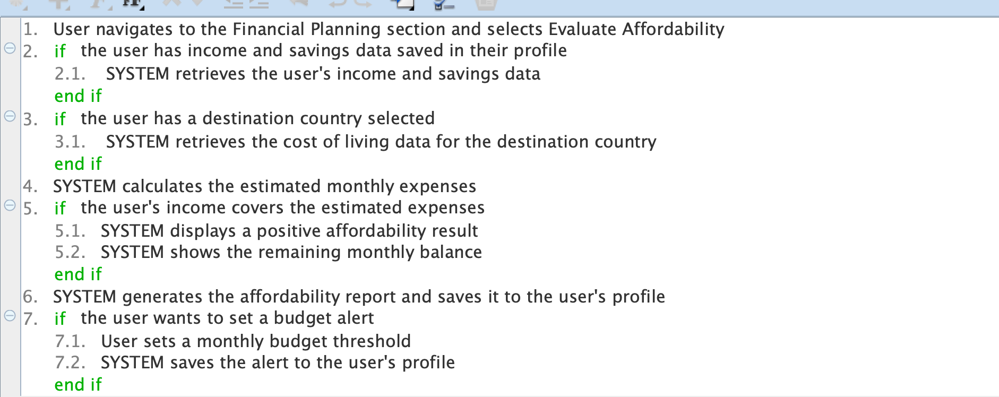 1. User navigates to the Financial Planning section and selects Evaluate Affordability
2. if the user has income and savings data saved in their profile
2.1. SYSTEM retrieves the user's income and savings data
end if
3. if the user has a destination country selected
3.1. SYSTEM retrieves the cost of living data for the destination country
end if
4. SYSTEM calculates the estimated monthly expenses
5. if the user's income covers the estimated expenses
5.1. SYSTEM displays a positive affordability result
5.2. SYSTEM shows the remaining monthly balance
end if
6. SYSTEM generates the affordability report and saves it to the user's profile
7. if the user wants to set a budget alert
7.1. User sets a monthly budget threshold
7.2. SYSTEM saves the alert to the user's profile
end if